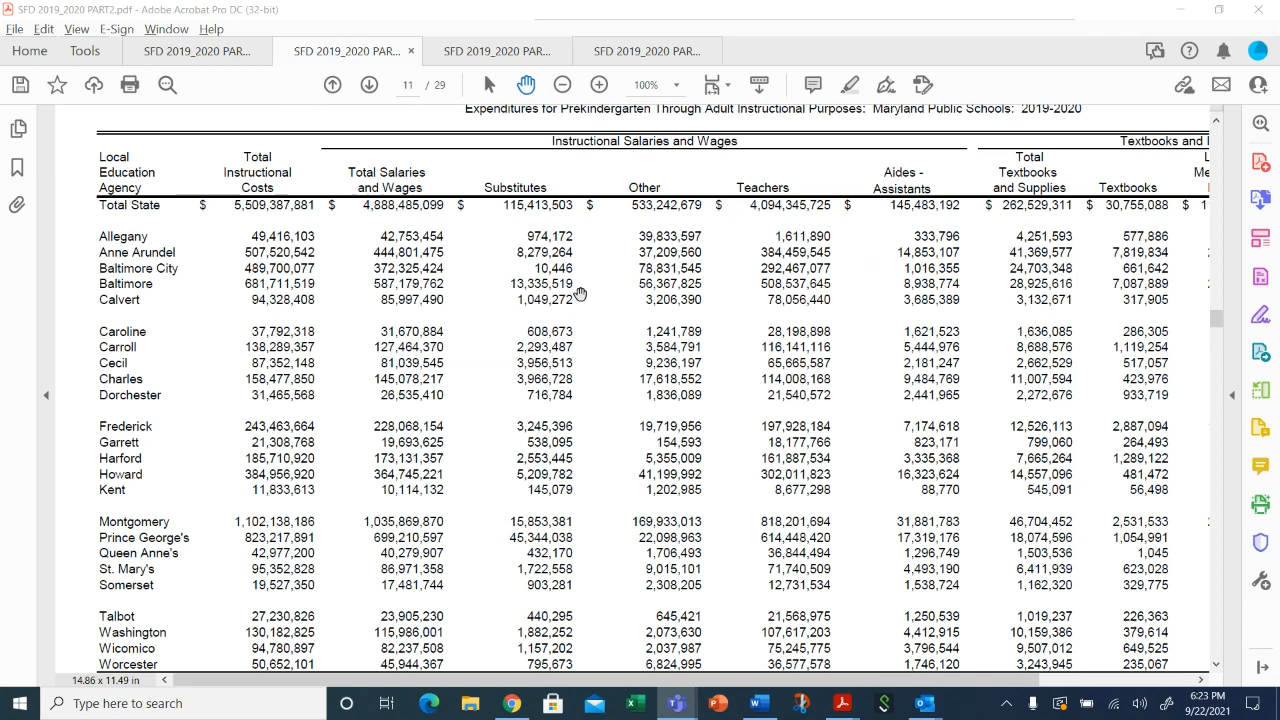 SFD 2019_2020 PART2.pdf - Adobe Acrobat Pro DC (32-bit)
File Edit View Window Help
Home Tools SFD 2019_2020 PAR... SFD 2019_2020 PAR... × SFD 2019_2020 PAR... SFD 2019_2020 PAR...
11 / 29 100%
Expenditures for Prekindergarten Through Adult Instructional Purposes: Maryland Public Schools: 2019-2020
Instructional Salaries and Wages Textbooks and
Local Total Total
Education Instructional Total Salaries Aides - Textbooks
Agency Costs and Wages Substitutes Other Teachers Assistants and Supplies Textbooks
Total State $ 5,509,387,881 $ 4,888,485,099 $ 115,413,503 $ 533,242,679 $ 4,094,345,725 $ 145,483,192 $ 262,529,311 $ 30,755,088 $
Allegany 49,416,103 42,753,454 974,172 39,833,597 1,611,890 333,796 4,251,593 577,886
Anne Arundel 507,520,542 444,801,475 8,279,264 37,209,560 384,459,545 14,853,107 41,369,577 7,819,834
Baltimore City 489,700,077 372,325,424 10,446 78,831,545 292,467,077 1,016,355 24,703,348 661,642
Baltimore 681,711,519 587,179,762 13,335,519 56,367,825 508,537,645 8,938,774 28,925,616 7,087,889
Calvert 94,328,408 85,997,490 1,049,272 3,206,390 78,056,440 3,685,389 3,132,671 317,905
Caroline 37,792,318 31,670,884 608,673 1,241,789 28,198,898 1,621,523 1,636,085 286,305
Carroll 138,289,357 127,464,370 2,293,487 3,584,791 116,141,116 5,444,976 8,688,576 1,119,254
Cecil 87,352,148 81,039,545 3,956,513 9,236,197 65,665,587 2,181,247 2,662,529 517,057
Charles 158,487,850 145,078,217 3,966,728 17,618,552 114,008,168 9,484,769 11,007,594 423,976
Dorchester 31,465,568 26,535,410 716,784 1,836,089 21,540,572 2,441,965 2,272,676 933,719
Frederick 243,463,664 228,068,154 3,245,396 19,719,956 197,928,184 7,174,618 12,526,113 2,887,094
Garrett 21,308,768 19,693,625 538,095 154,593 18,177,766 823,171 799,060 264,493
Harford 185,710,920 173,131,357 2,553,445 5,355,009 161,887,534 3,335,368 7,665,264 1,289,122
Howard 384,956,920 364,745,221 5,209,782 41,199,992 302,011,823 16,323,624 14,557,096 481,472
Kent 11,833,613 10,114,132 145,079 1,202,985 8,677,298 88,770 545,091 56,498
Montgomery 1,102,138,186 1,035,869,870 15,853,381 169,933,013 818,201,694 31,881,783 46,704,452 2,531,533
Prince George's 823,217,891 699,210,597 45,344,038 22,098,963 614,448,420 17,319,176 18,074,596 1,054,991
Queen Anne's 42,977,200 40,279,907 432,170 1,706,493 36,844,494 1,296,749 1,503,536 1,045
St. Mary's 95,352,828 86,971,358 1,722,558 9,015,101 71,740,509 4,493,190 6,411,939 623,028
Somerset 19,527,350 17,481,744 903,281 2,308,205 12,731,534 1,538,724 1,162,320 329,775
Talbot 27,230,826 23,905,230 440,295 645,421 21,568,975 1,250,539 1,019,237 226,363
Washington 130,182,825 115,986,001 1,882,252 2,073,630 107,617,203 4,412,915 10,159,386 379,614
Wicomico 94,780,897 82,237,508 1,157,202 2,037,987 75,245,775 3,796,544 9,507,012 649,525
Worcester 50,652,101 45,944,367 795,673 6,824,995 36,577,578 1,746,120 3,243,945 235,067
14.86 x 11.49 in
Type here to search
6:23 PM
9/22/2021